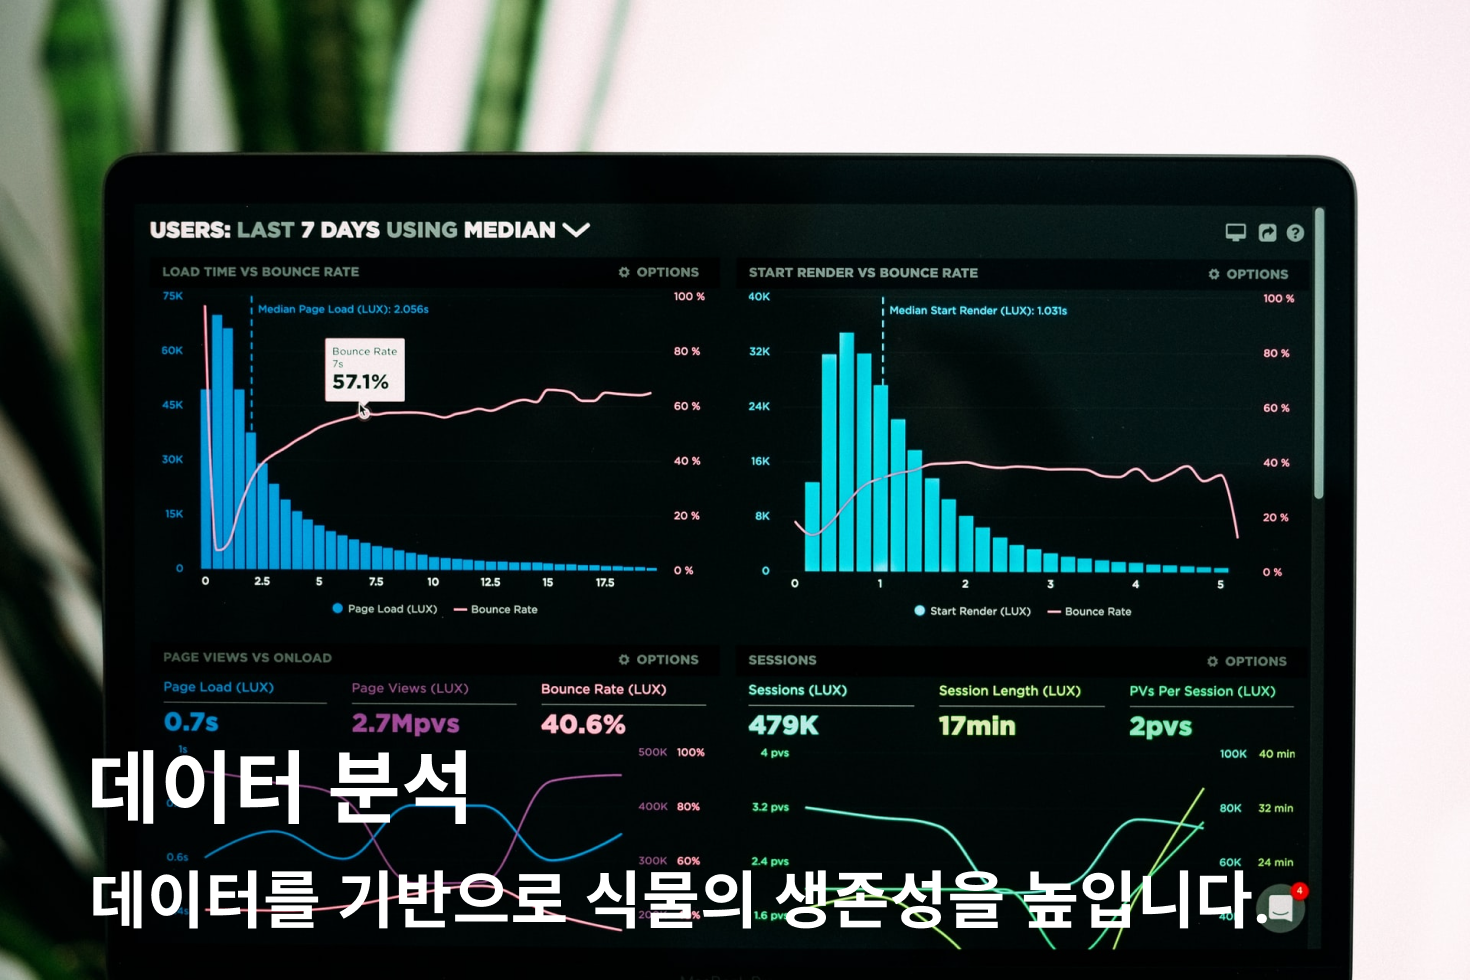 USERS: LAST 7 DAYS USING MEDIAN
LOAD TIME VS BOUNCE RATE
OPTIONS
75K
100 %
Median Page Load (LUX): 2.056s
60K
80 %
Bounce Rate
7s
57.1%
45K
60 %
30K
40 %
15K
20 %
0
0 %
0 2.5 5 7.5 10 12.5 15 17.5
Page Load (LUX) Bounce Rate
START RENDER VS BOUNCE RATE
OPTIONS
40K
100 %
Median Start Render (LUX): 1.031s
32K
80 %
24K
60 %
16K
40 %
8K
20 %
0
0 %
0 1 2 3 4 5
Start Render (LUX) Bounce Rate
PAGE VIEWS VS ONLOAD
OPTIONS
Page Load (LUX) Page Views (LUX) Bounce Rate (LUX)
0.7s 2.7Mpvs 40.6%
1s 500K 100%
400K 80%
0.6s 300K 60%
SESSIONS
OPTIONS
Sessions (LUX) Session Length (LUX) PVs Per Session (LUX)
479K 17min 2pvs
4 pvs 100K 40 min
3.2 pvs 80K 32 min
2.4 pvs 60K 24 min
1.6 pvs
4
데이터 분석
데이터를 기반으로 식물의 생존성을 높입니다.